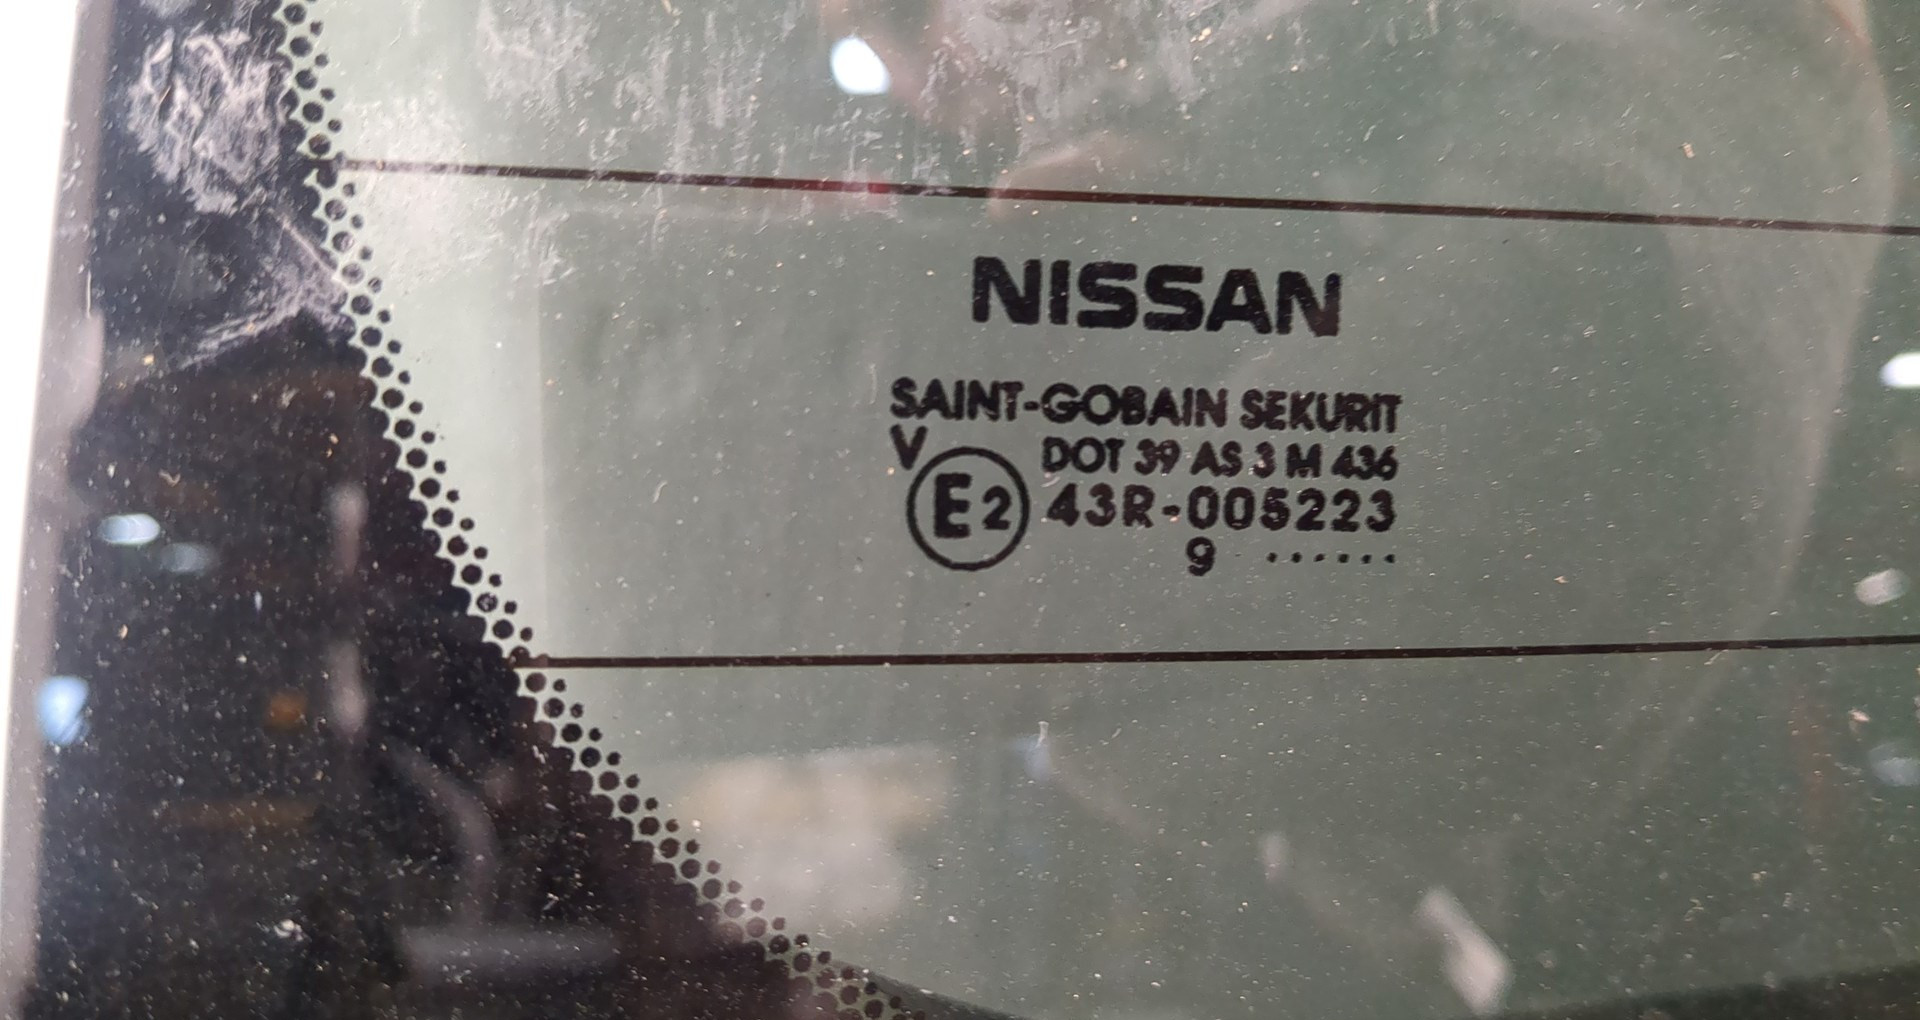 NISSAN
SAINT-GOBAIN SEKURIT
V DOT 39 AS 3 M 436
E2 43R-005223
9 ......